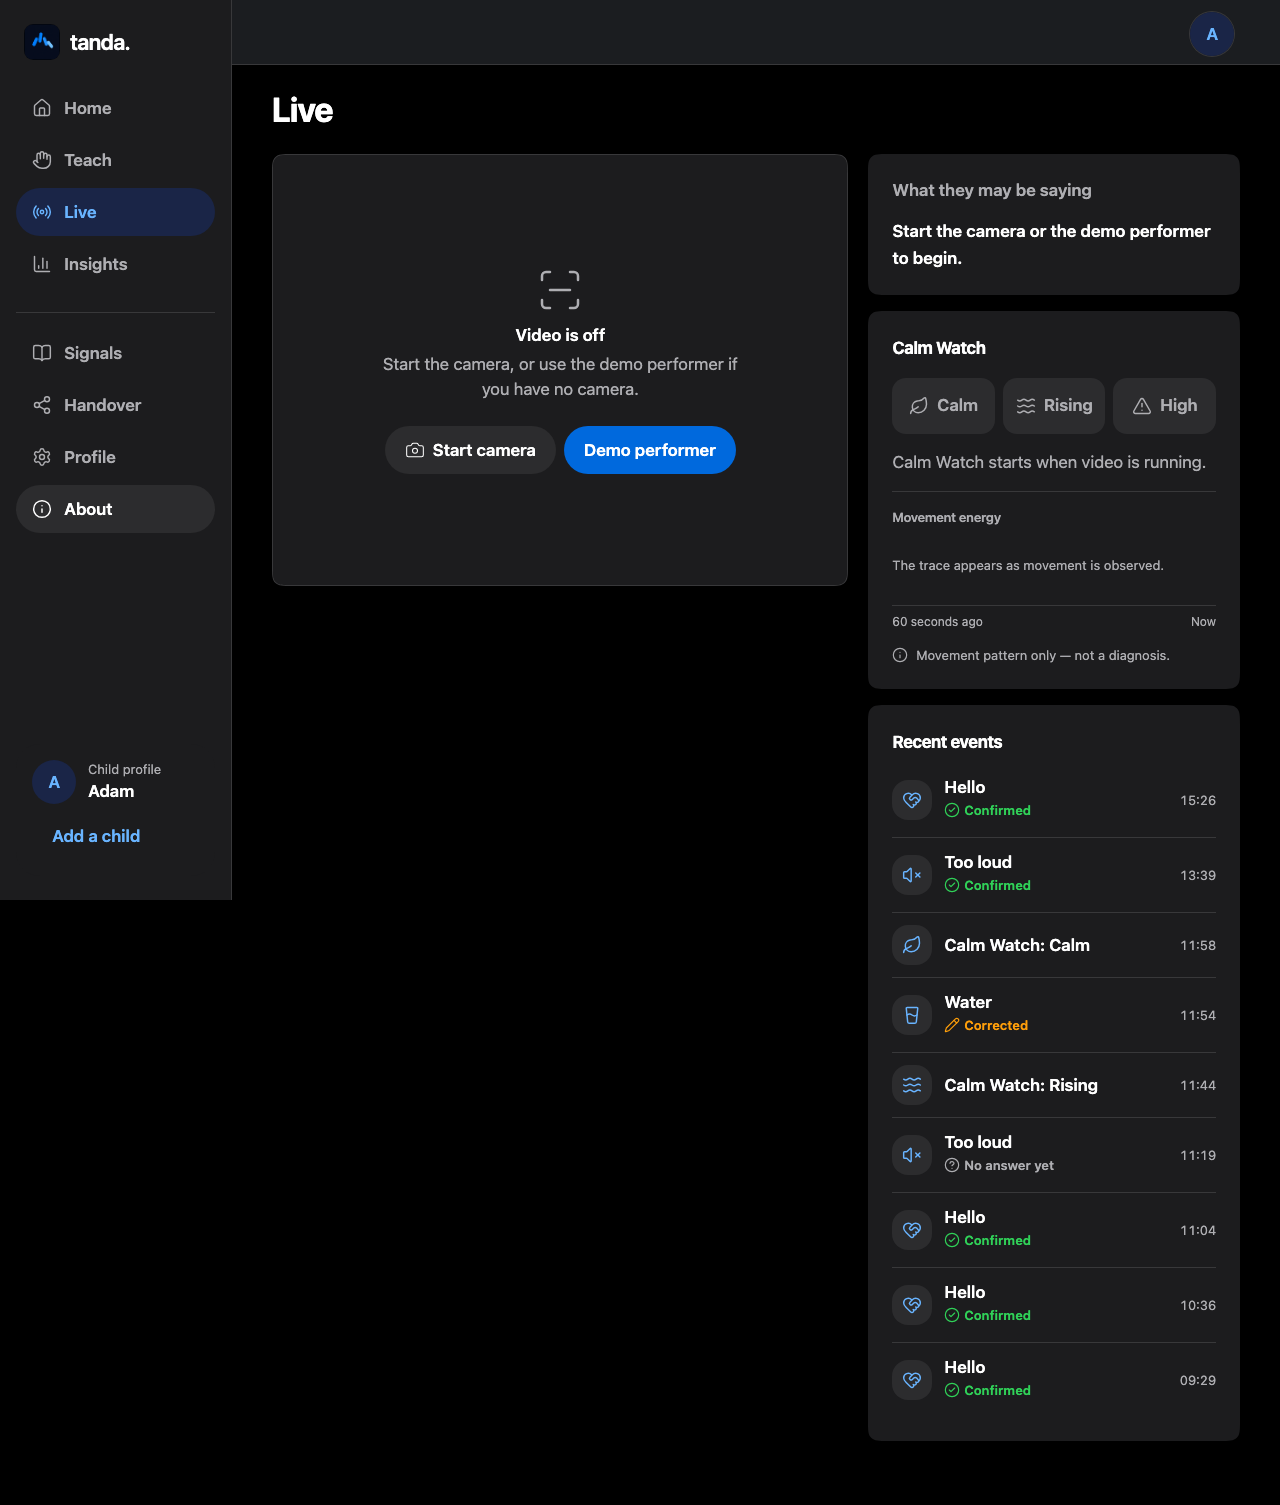 tanda.
Home
Teach
Live
Insights
Signals
Handover
Profile
About
A
Child profile
Adam
Add a child
A
Live
Video is off
Start the camera, or use the demo performer if
you have no camera.
Start camera
Demo performer
What they may be saying
Start the camera or the demo performer
to begin.
Calm Watch
Calm
Rising
High
Calm Watch starts when video is running.
Movement energy
The trace appears as movement is observed.
60 seconds ago
Now
Movement pattern only — not a diagnosis.
Recent events
Hello
Confirmed
15:26
Too loud
Confirmed
13:39
Calm Watch: Calm
11:58
Water
Corrected
11:54
Calm Watch: Rising
11:44
Too loud
No answer yet
11:19
Hello
Confirmed
11:04
Hello
Confirmed
10:36
Hello
Confirmed
09:29